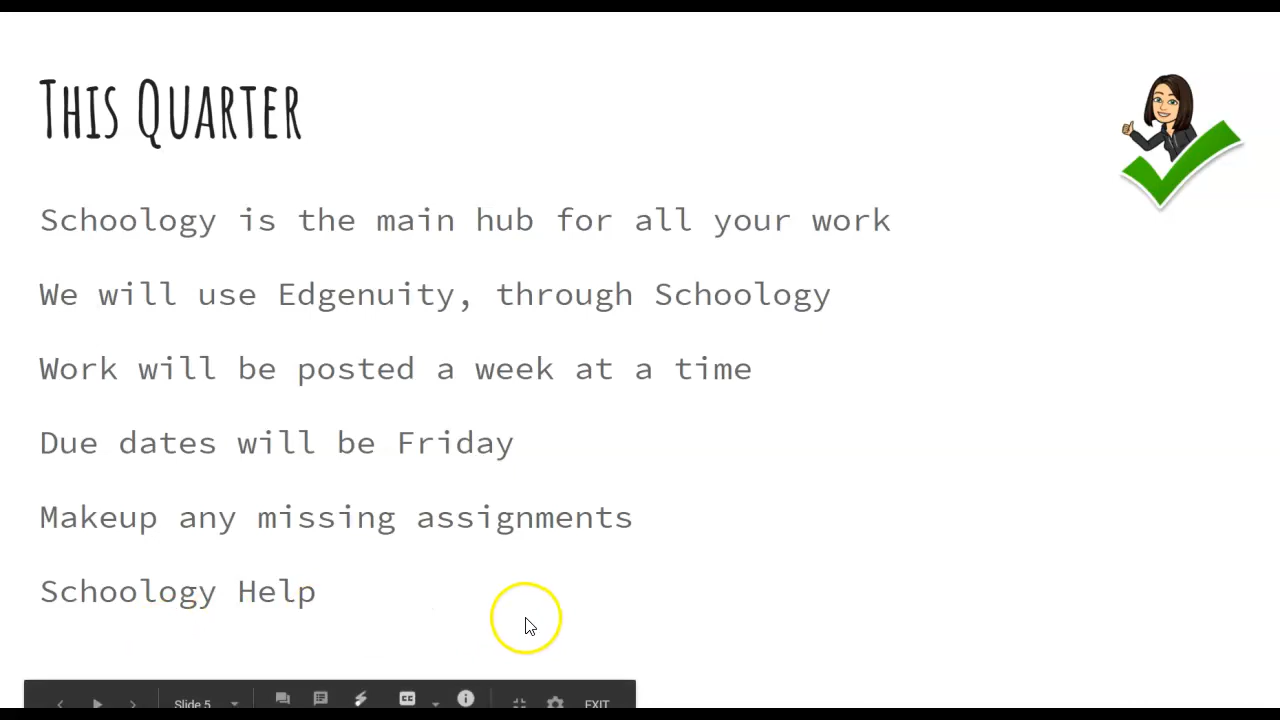 This Quarter
Schoology is the main hub for all your work
We will use Edgenuity, through Schoology
Work will be posted a week at a time
Due dates will be Friday
Makeup any missing assignments
Schoology Help
Slide 5 CC EXIT